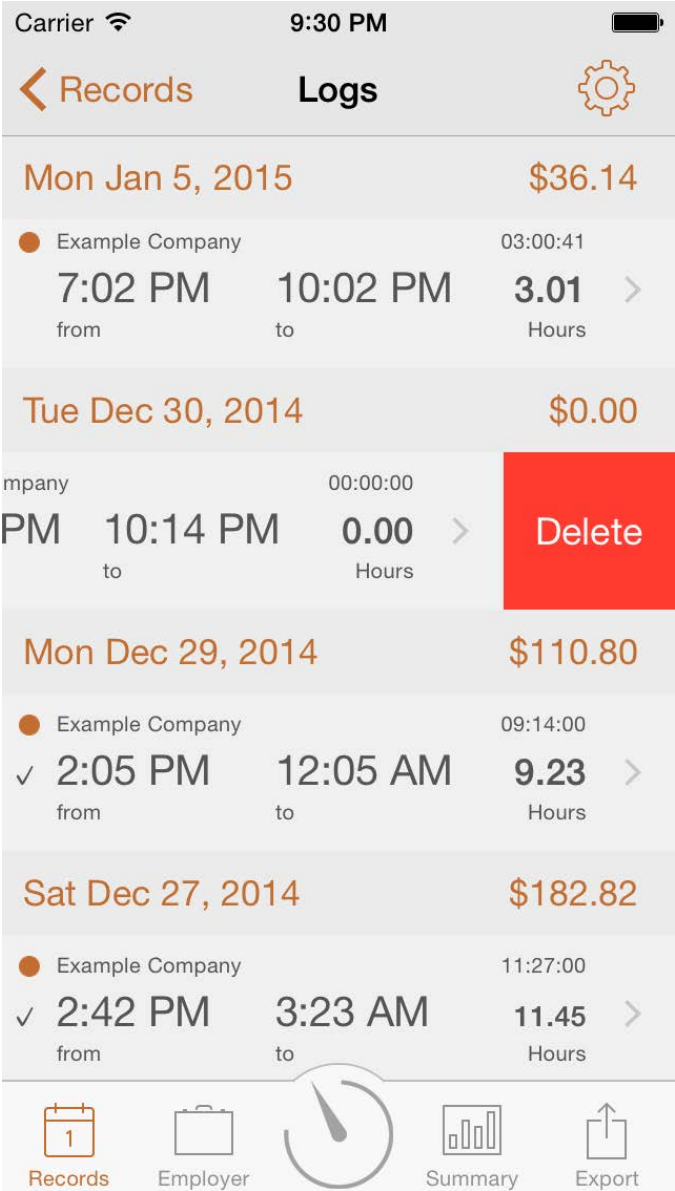 Carrier 9:30 PM
Records Logs
Mon Jan 5, 2015 $36.14
Example Company 03:00:41
7:02 PM 10:02 PM 3.01
from to Hours
Tue Dec 30, 2014 $0.00
mpany 00:00:00
PM 10:14 PM 0.00 Delete
to Hours
Mon Dec 29, 2014 $110.80
Example Company 09:14:00
✓ 2:05 PM 12:05 AM 9.23
from to Hours
Sat Dec 27, 2014 $182.82
Example Company 11:27:00
✓ 2:42 PM 3:23 AM 11.45
from to Hours
1
Records Employer Summary Export